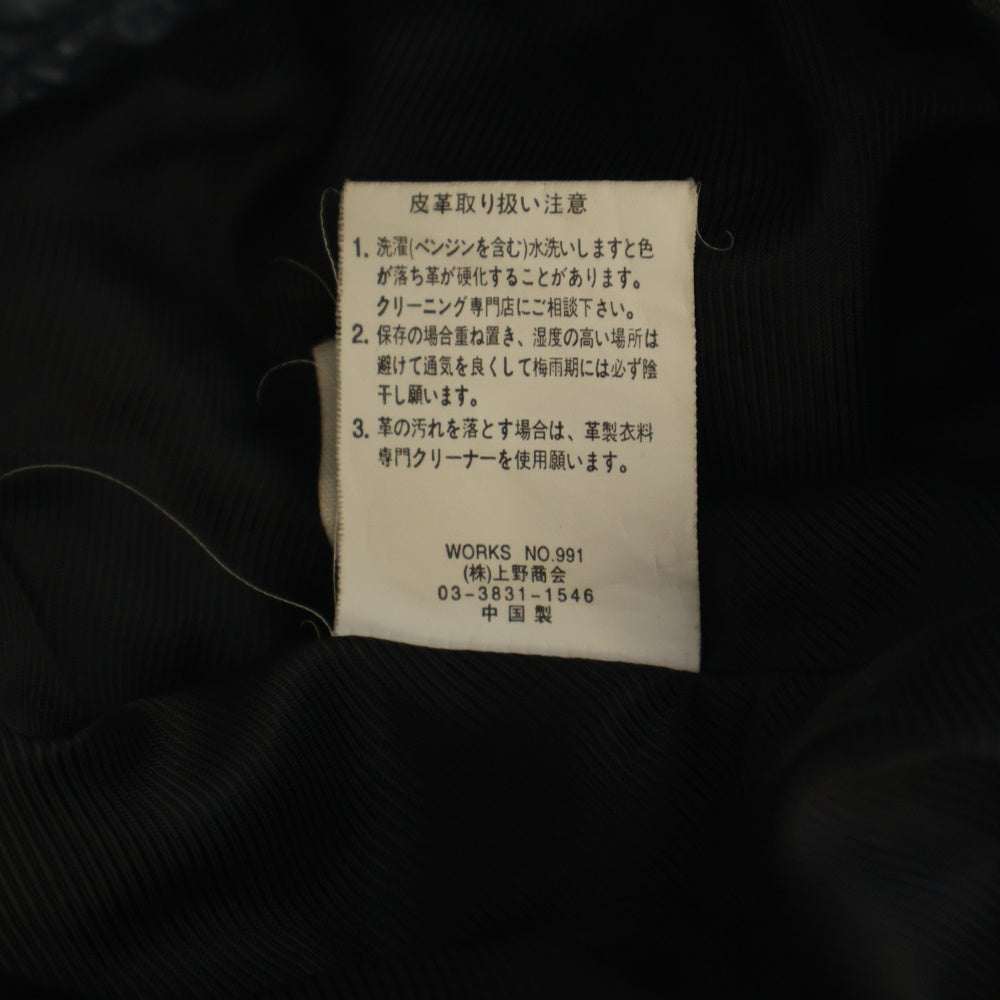 皮革取り扱い注意
1. 洗濯(ベンジンを含む)水洗いしますと色
が落ち革が硬化することがあります。
クリーニング専門店にご相談下さい。
2. 保存の場合重ね置き、湿度の高い場所は
避けて通気を良くして梅雨期には必ず陰
干し願います。
3. 革の汚れを落とす場合は、革製衣料
専門クリーナーを使用願います。
WORKS NO.991
(株)上野商会
03-3831-1546
中国製